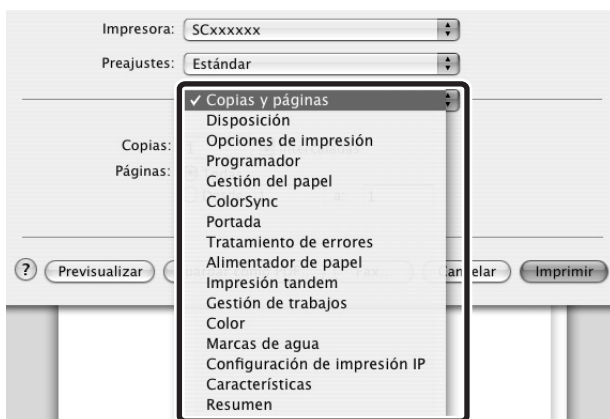 Impresora: SCxxxxxx
Preajustes: Estándar
✓ Copias y páginas
Disposición
Copias: Opciones de impresión
Programador
Páginas: Gestión del papel
ColorSync
Portada
Tratamiento de errores
? Previsualizar Alimentador de papel Imprimir
Impresión tandem
Gestión de trabajos
Color
Marcas de agua
Configuración de impresión IP
Características
Resumen